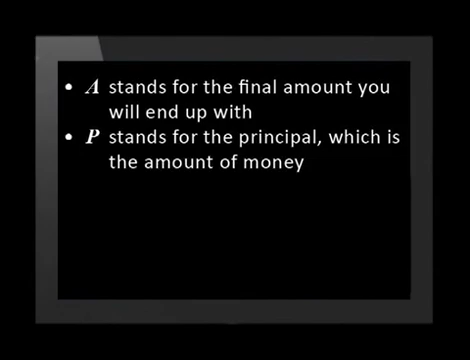 • A stands for the final amount you
will end up with
• P stands for the principal, which is
the amount of money